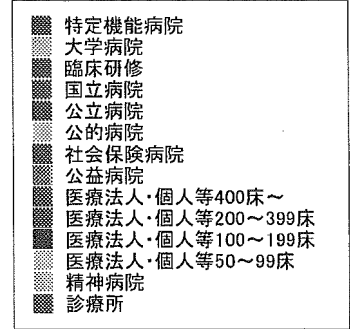 特定機能病院
大学病院
臨床研修
国立病院
公立病院
公的病院
社会保険病院
公益病院
医療法人・個人等400床～
医療法人・個人等200～399床
医療法人・個人等100～199床
医療法人・個人等50～99床
精神病院
診療所